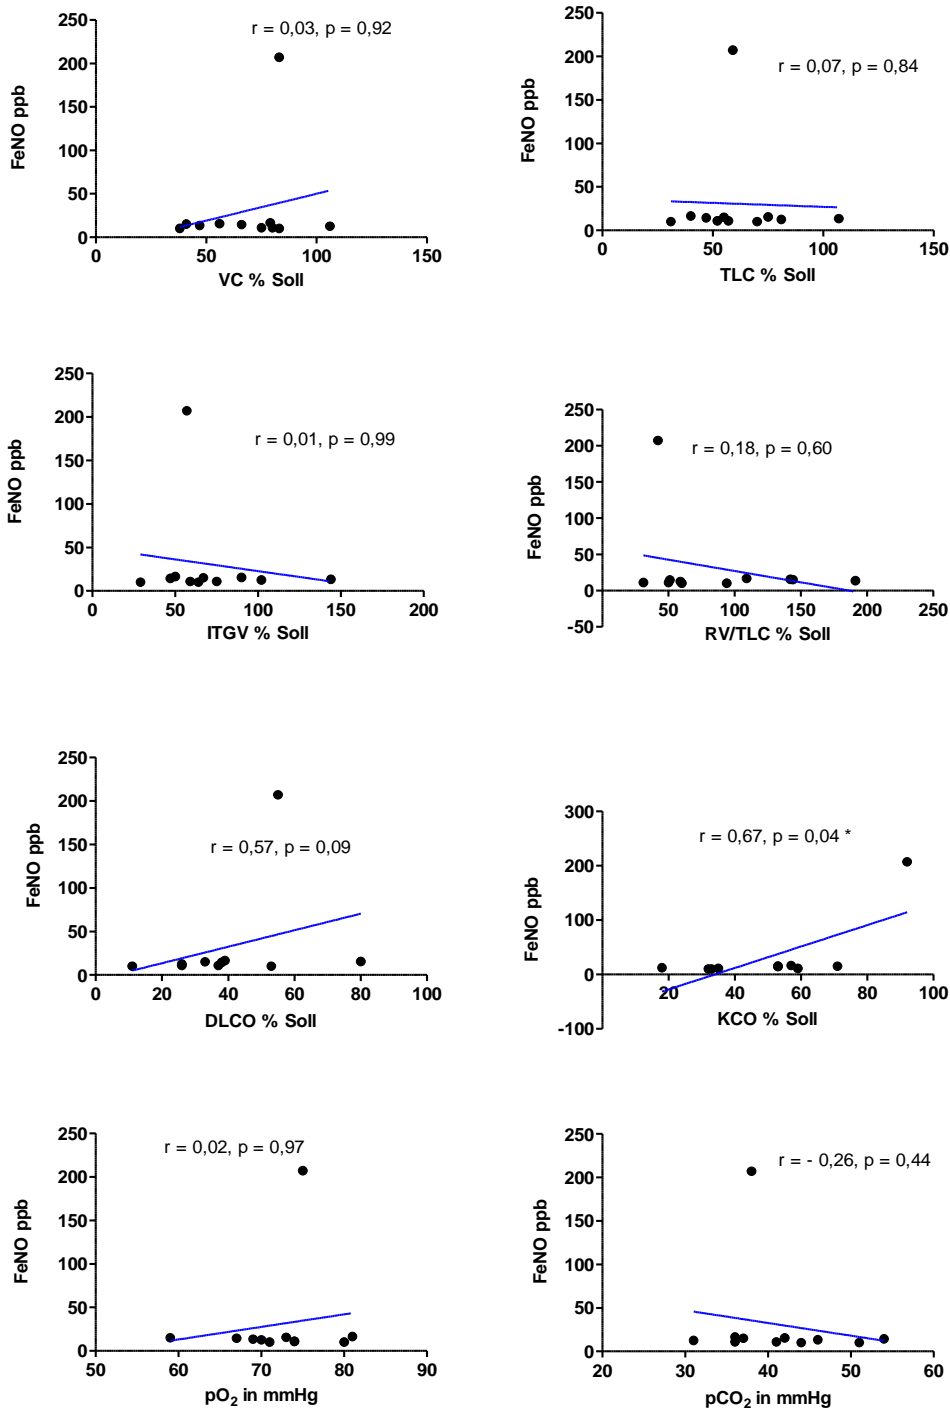 250
200
150
100
50
0
FeNO ppb
r = 0,03, p = 0,92
0 50 100 150
VC % Soll
250
200
150
100
50
0
FeNO ppb
r = 0,07, p = 0,84
0 50 100 150
TLC % Soll
250
200
150
100
50
0
FeNO ppb
r = 0,01, p = 0,99
0 50 100 150 200
ITGV % Soll
250
200
150
100
50
0
-50
FeNO ppb
r = 0,18, p = 0,60
50 100 150 200 250
RV/TLC % Soll
250
200
150
100
50
0
FeNO ppb
r = 0,57, p = 0,09
0 20 40 60 80 100
DLCO % Soll
300
200
100
0
-100
FeNO ppb
r = 0,67, p = 0,04 *
20 40 60 80 100
KCO % Soll
250
200
150
100
50
0
FeNO ppb
r = 0,02, p = 0,97
50 60 70 80 90
pO₂ in mmHg
250
200
150
100
50
0
FeNO ppb
r = - 0,26, p = 0,44
20 30 40 50 60
pCO₂ in mmHg